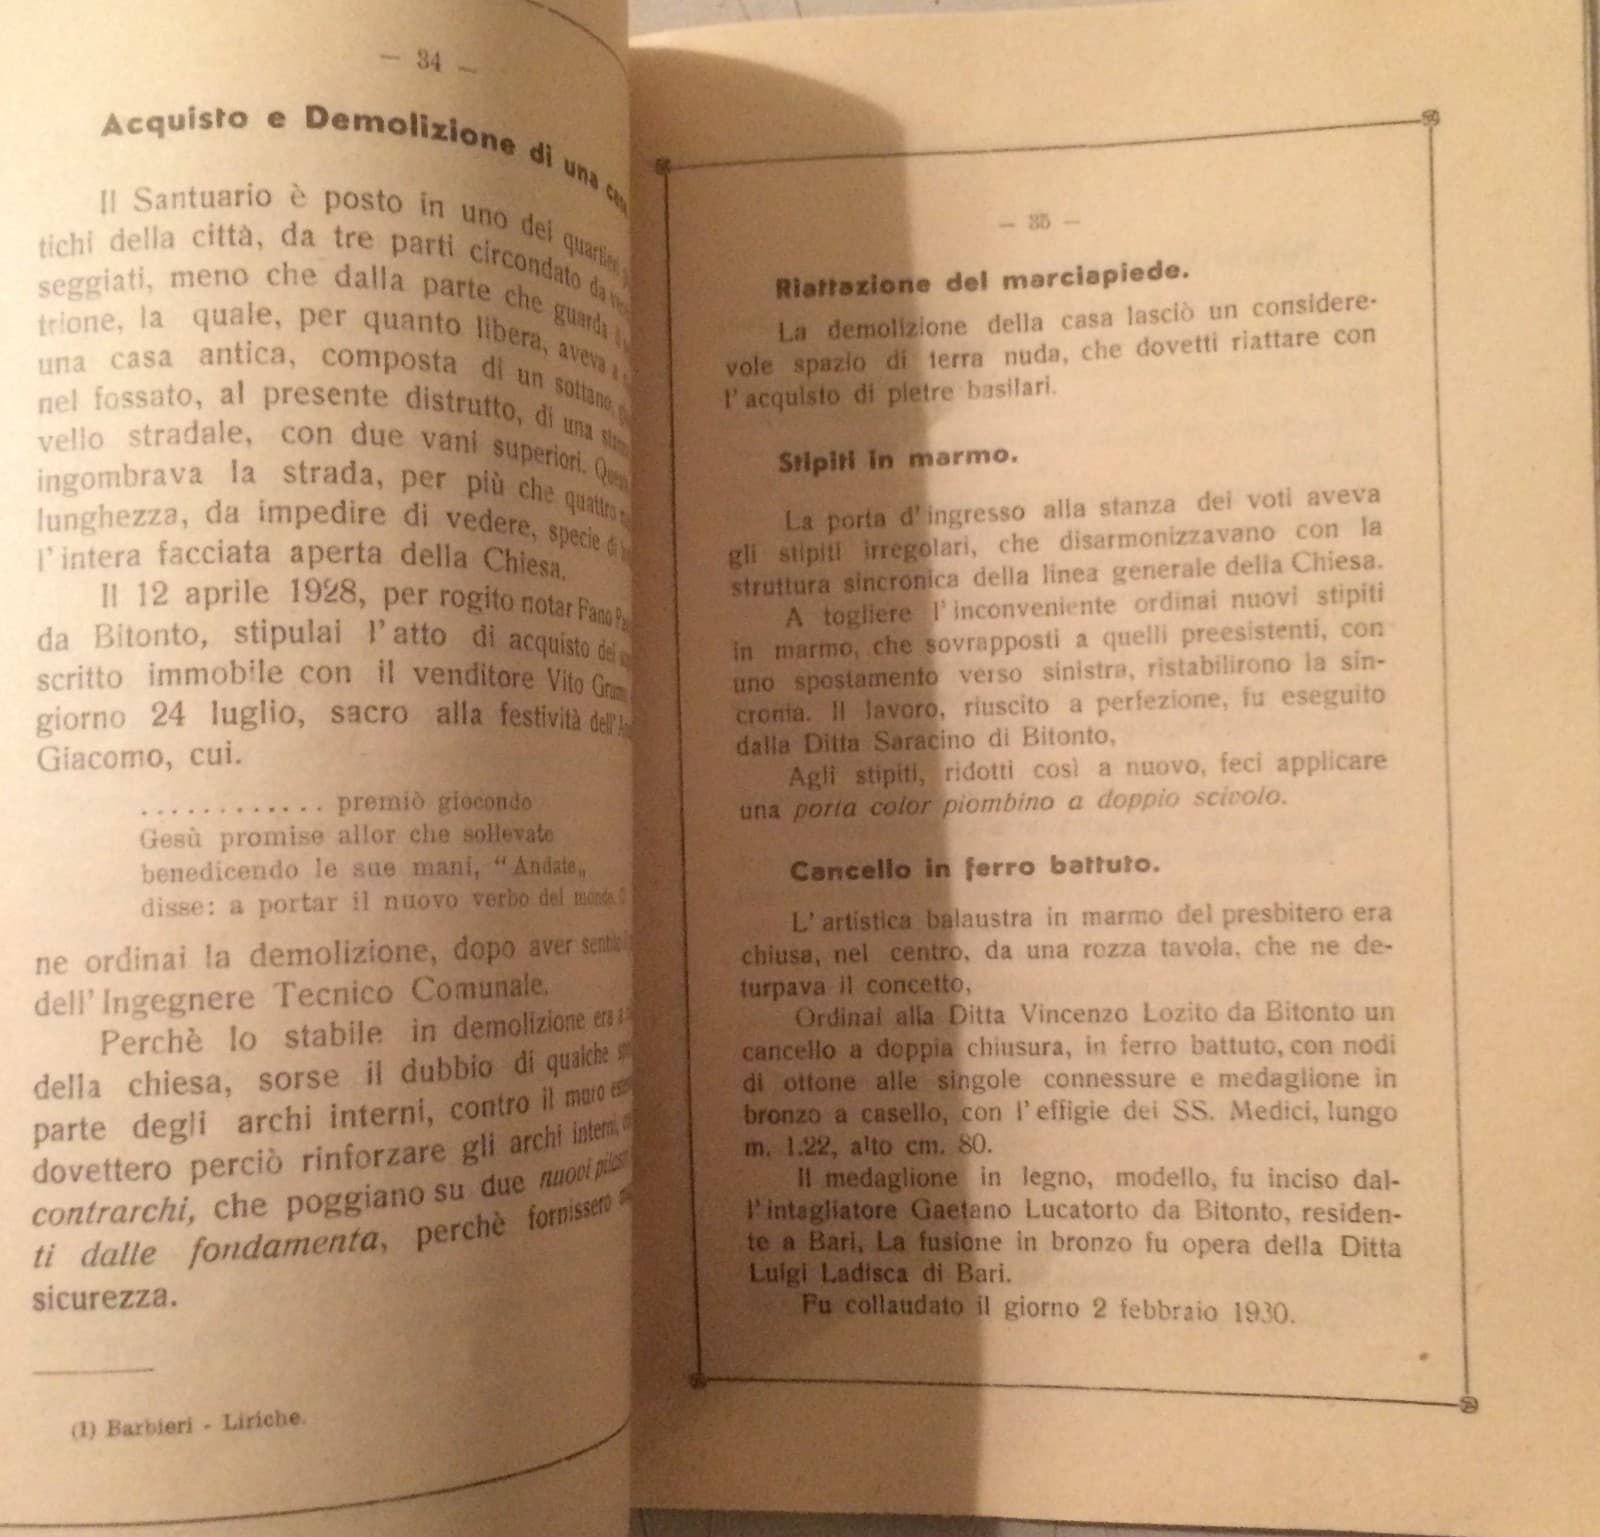 — 34 —
Acquisto e Demolizione di una casa
Il Santuario è posto in uno dei quartieri
tichi della città, da tre parti circondato da
seggiati, meno che dalla parte che guarda
trione, la quale, per quanto libera, aveva a
una casa antica, composta di un sottano,
nel fossato, al presente distrutto, di una
vello stradale, con due vani superiori.
ingombrava la strada, per più che quattro
lunghezza, da impedire di vedere, specie di
l'intera facciata aperta della Chiesa.
Il 12 aprile 1928, per rogito notar Fano
da Bitonto, stipulai l'atto di acquisto del
scritto immobile con il venditore Vito
giorno 24 luglio, sacro alla festività
Giacomo, cui.
............ premiò giocondo
Gesù promise allor che sollevate
benedicendo le sue mani, “Andate„
disse: a portar il nuovo verbo del mondo.
ne ordinai la demolizione, dopo aver
dell'Ingegnere Tecnico Comunale.
Perchè lo stabile in demolizione era
della chiesa, sorse il dubbio di qualche
parte degli archi interni, contro il muro
dovettero perciò rinforzare gli archi interni,
contrarchi, che poggiano su due nuovi
ti dalle fondamenta, perchè fornissero
sicurezza.
(1) Barbieri - Liriche.
— 35 —
Riattazione del marciapiede.
La demolizione della casa lasciò un considere-
vole spazio di terra nuda, che dovetti riattare con
l'acquisto di pietre basilari.
Stipiti in marmo.
La porta d'ingresso alla stanza dei voti aveva
gli stipiti irregolari, che disarmonizzavano con la
struttura sincronica della linea generale della Chiesa.
A togliere l'inconveniente ordinai nuovi stipiti
in marmo, che sovrapposti a quelli preesistenti, con
uno spostamento verso sinistra, ristabilirono la sin-
cronia. Il lavoro, riuscito a perfezione, fu eseguito
dalla Ditta Saracino di Bitonto,
Agli stipiti, ridotti così a nuovo, feci applicare
una porta color piombino a doppio scivolo.
Cancello in ferro battuto.
L'artistica balaustra in marmo del presbitero era
chiusa, nel centro, da una rozza tavola, che ne de-
turpava il concetto,
Ordinai alla Ditta Vincenzo Lozito da Bitonto un
cancello a doppia chiusura, in ferro battuto, con nodi
di ottone alle singole connessure e medaglione in
bronzo a casello, con l'effigie dei SS. Medici, lungo
m. 1.22, alto cm. 80.
Il medaglione in legno, modello, fu inciso dal-
l'intagliatore Gaetano Lucatorto da Bitonto, residen-
te a Bari, La fusione in bronzo fu opera della Ditta
Luigi Ladisca di Bari.
Fu collaudato il giorno 2 febbraio 1930.